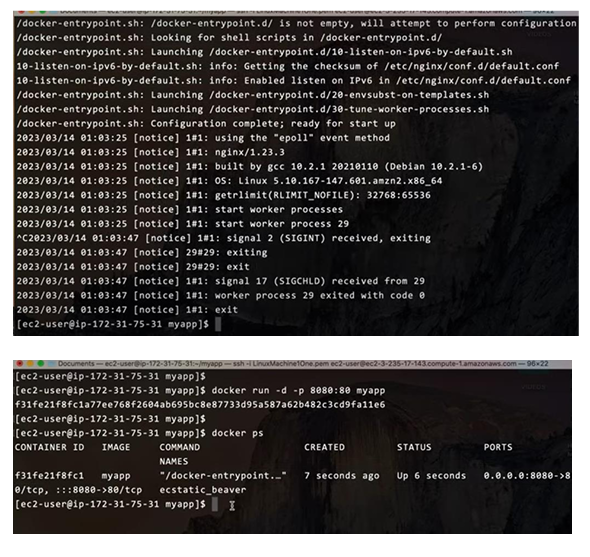 /docker-entrypoint.sh: /docker-entrypoint.d/ is not empty, will attempt to perform configuration
/docker-entrypoint.sh: Looking for shell scripts in /docker-entrypoint.d/
/docker-entrypoint.sh: Launching /docker-entrypoint.d/10-listen-on-ipv6-by-default.sh
10-listen-on-ipv6-by-default.sh: info: Getting the checksum of /etc/nginx/conf.d/default.conf
10-listen-on-ipv6-by-default.sh: info: Enabled listen on IPv6 in /etc/nginx/conf.d/default.conf
/docker-entrypoint.sh: Launching /docker-entrypoint.d/20-envsubst-on-templates.sh
/docker-entrypoint.sh: Launching /docker-entrypoint.d/30-tune-worker-processes.sh
/docker-entrypoint.sh: Configuration complete; ready for start up
2023/03/14 01:03:25 [notice] 1#1: using the "epoll" event method
2023/03/14 01:03:25 [notice] 1#1: nginx/1.23.3
2023/03/14 01:03:25 [notice] 1#1: built by gcc 10.2.1 20210110 (Debian 10.2.1-6)
2023/03/14 01:03:25 [notice] 1#1: OS: Linux 5.10.167-147.601.amzn2.x86_64
2023/03/14 01:03:25 [notice] 1#1: getrlimit(RLIMIT_NOFILE): 32768:65536
2023/03/14 01:03:25 [notice] 1#1: start worker processes
2023/03/14 01:03:25 [notice] 1#1: start worker process 29
^C2023/03/14 01:03:47 [notice] 1#1: signal 2 (SIGINT) received, exiting
2023/03/14 01:03:47 [notice] 29#29: exiting
2023/03/14 01:03:47 [notice] 29#29: exit
2023/03/14 01:03:47 [notice] 1#1: signal 17 (SIGCHLD) received from 29
2023/03/14 01:03:47 [notice] 1#1: worker process 29 exited with code 0
2023/03/14 01:03:47 [notice] 1#1: exit
[ec2-user@ip-172-31-75-31 myapp]$
Documents — ec2-user@ip-172-31-75-31:~/myapp — ssh -i LinuxMachine1One.pem ec2-user@ec2-3-235-17-143.compute-1.amazonaws.com — 96×22
[ec2-user@ip-172-31-75-31 myapp]$
[ec2-user@ip-172-31-75-31 myapp]$ docker run -d -p 8080:80 myapp
f31fe21f8fc1a77ee768f2604ab695bc8e87733d95a587a62b482c3cd9fa11e6
[ec2-user@ip-172-31-75-31 myapp]$
[ec2-user@ip-172-31-75-31 myapp]$ docker ps
CONTAINER ID IMAGE COMMAND CREATED STATUS PORTS
NAMES
f31fe21f8fc1 myapp "/docker-entrypoint.…" 7 seconds ago Up 6 seconds 0.0.0.0:8080->8
0/tcp, :::8080->80/tcp ecstatic_beaver
[ec2-user@ip-172-31-75-31 myapp]$